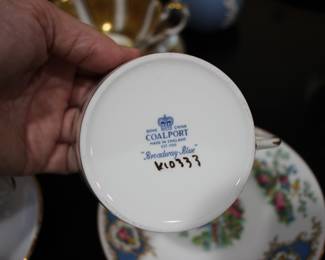 BONE CHINA
COALPORT
MADE IN ENGLAND
EST. 1750
"Broadway Blue"
K10333